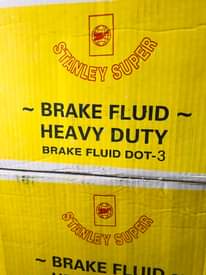 STANLEY SUPER
~ BRAKE FLUID ~
HEAVY DUTY
BRAKE FLUID DOT-3
STANLEY SUPER
~ BRAKE FLUID